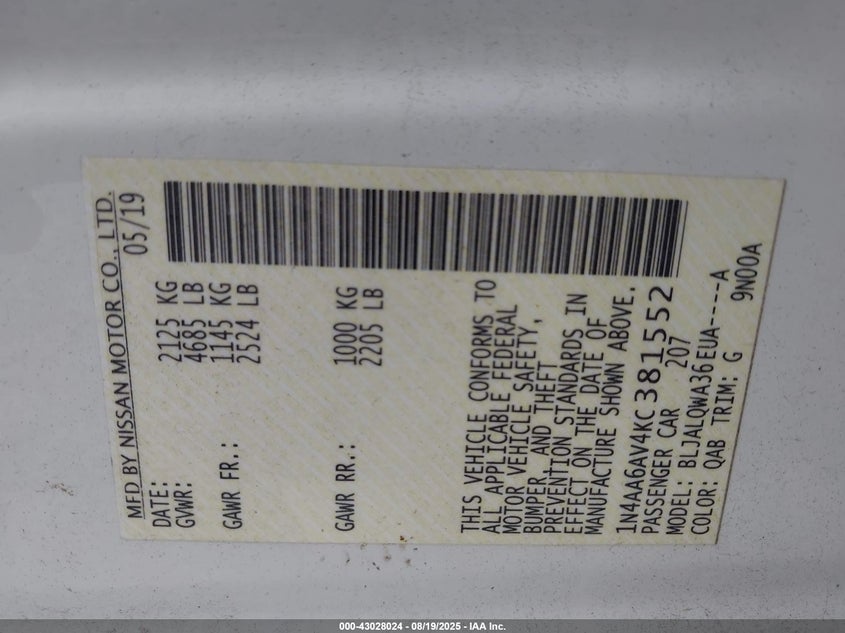 MFD BY NISSAN MOTOR CO., LTD.
DATE: 05/19
GVWR: 2125 KG
4685 LB
GAWR FR.: 1145 KG
2524 LB
GAWR RR.: 1000 KG
2205 LB
THIS VEHICLE CONFORMS TO
ALL APPLICABLE FEDERAL
MOTOR VEHICLE SAFETY,
BUMPER, AND THEFT
PREVENTION STANDARDS IN
EFFECT ON THE DATE OF
MANUFACTURE SHOWN ABOVE.
1N4AA6AV4KC381552
PASSENGER CAR 207
MODEL: BLJALQWA36EUA-----A
COLOR: QAB TRIM: G 9N00A
000-43028024 - 08/19/2025 - IAA Inc.